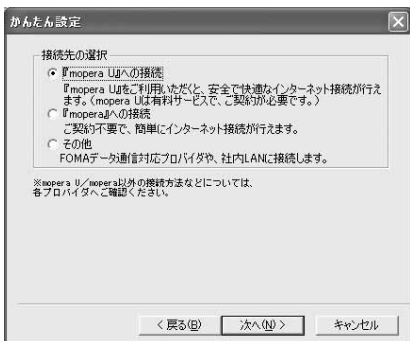 かんたん設定
接続先の選択
『mopera U』への接続
『mopera U』をご利用いただくと、安全で快適なインターネット接続が行え
ます。(mopera Uは有料サービスで、ご契約が必要です。)
『mopera』への接続
ご契約不要で、簡単にインターネット接続が行えます。
その他
FOMAデータ通信対応プロバイダや、社内LANに接続します。
※mopera U/mopera以外の接続方法などについては、
各プロバイダへご確認ください。
< 戻る(B) 次へ(N) > キャンセル